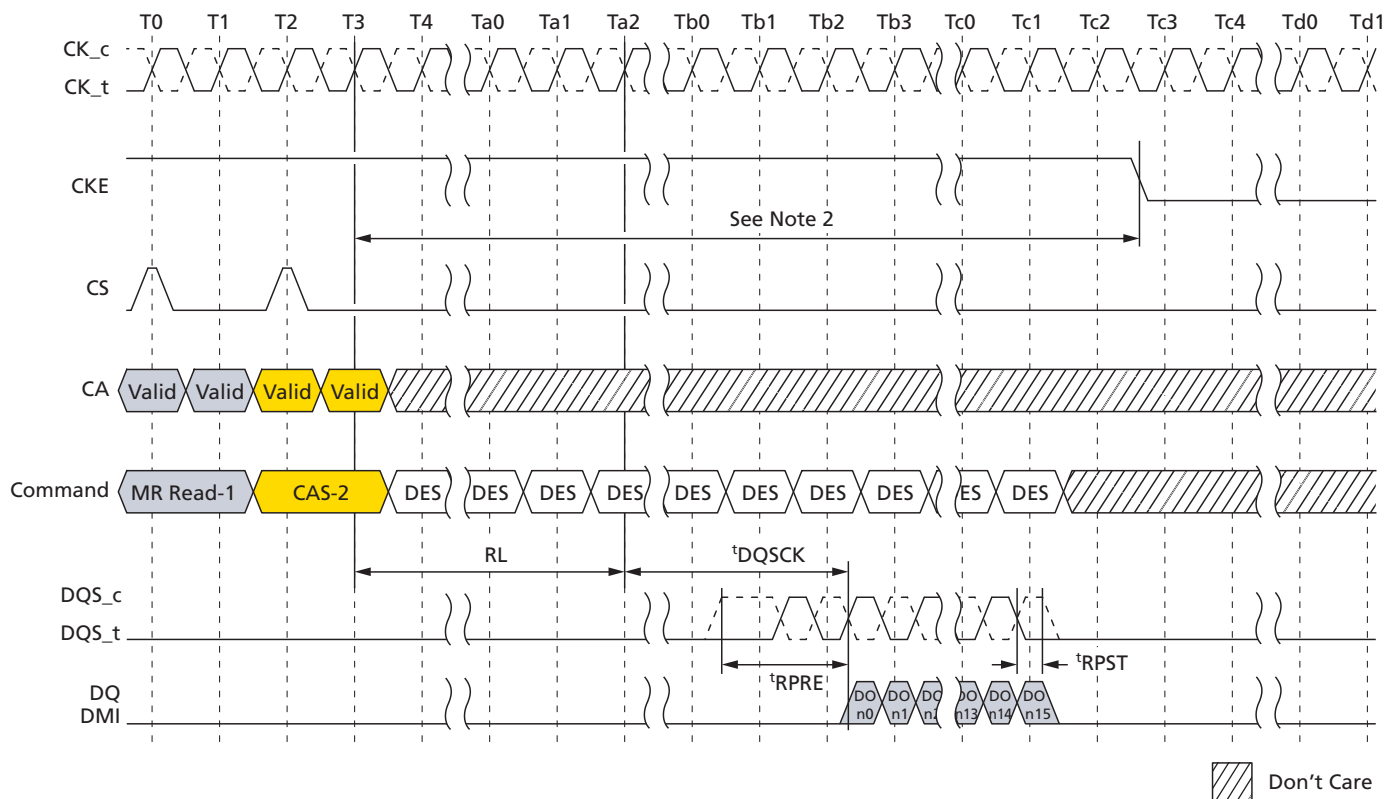 T0 T1 T2 T3 T4 Ta0 Ta1 Ta2 Tb0 Tb1 Tb2 Tb3 Tc0 Tc1 Tc2 Tc3 Tc4 Td0 Td1
CK_c
CK_t
CKE
See Note 2
CS
CA Valid Valid Valid Valid
Command MR Read-1 CAS-2 DES DES DES DES DES DES DES DES ES DES
RL tDQSCK
DQS_c
DQS_t
tRPRE tRPST
DQ DO DO DO DO DO DO
DMI n0 n1 n2 n13 n14 n15
Don't Care